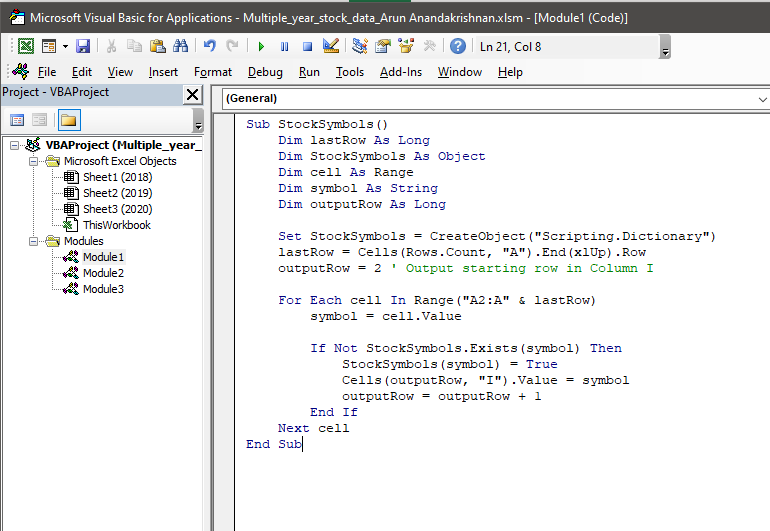 Microsoft Visual Basic for Applications - Multiple_year_stock_data_Arun Anandakrishnan.xlsm - [Module1 (Code)]
Ln 21, Col 8
File Edit View Insert Format Debug Run Tools Add-Ins Window Help
Project - VBAProject
VBAProject (Multiple_year_
Microsoft Excel Objects
Sheet1 (2018)
Sheet2 (2019)
Sheet3 (2020)
ThisWorkbook
Modules
Module1
Module2
Module3
(General)
Sub StockSymbols()
    Dim lastRow As Long
    Dim StockSymbols As Object
    Dim cell As Range
    Dim symbol As String
    Dim outputRow As Long

    Set StockSymbols = CreateObject("Scripting.Dictionary")
    lastRow = Cells(Rows.Count, "A").End(xlUp).Row
    outputRow = 2 ' Output starting row in Column I

    For Each cell In Range("A2:A" & lastRow)
        symbol = cell.Value

        If Not StockSymbols.Exists(symbol) Then
            StockSymbols(symbol) = True
            Cells(outputRow, "I").Value = symbol
            outputRow = outputRow + 1
        End If
    Next cell
End Sub